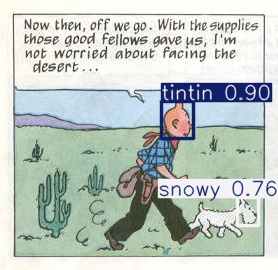 Now then, off we go. With the supplies
those good fellows gave us, I'm
not worried about facing the
desert...
tintin 0.90
snowy 0.76